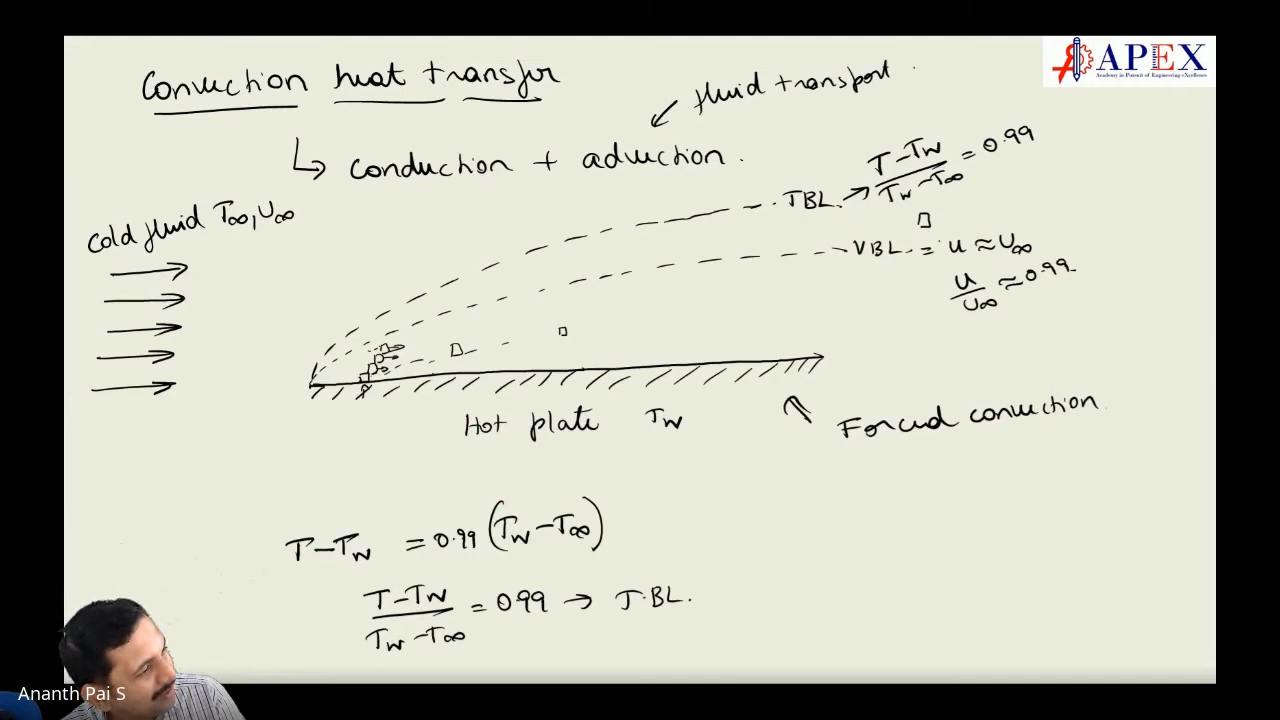 Convection heat transfer
APEX
Academy in Pursuit of Engineering eXcellence
fluid transport
↳ conduction + advection.
T-Tw / Tw-T∞ = 0.99
TBL. →
cold fluid T∞, U∞
VBL. = u ≈ U∞
u / U∞ ≈ 0.99
Hot plate Tw
Forced convection
T-Tw = 0.99 (Tw-T∞)
T-Tw / Tw-T∞ = 0.99 → T.BL.
Ananth Pai S